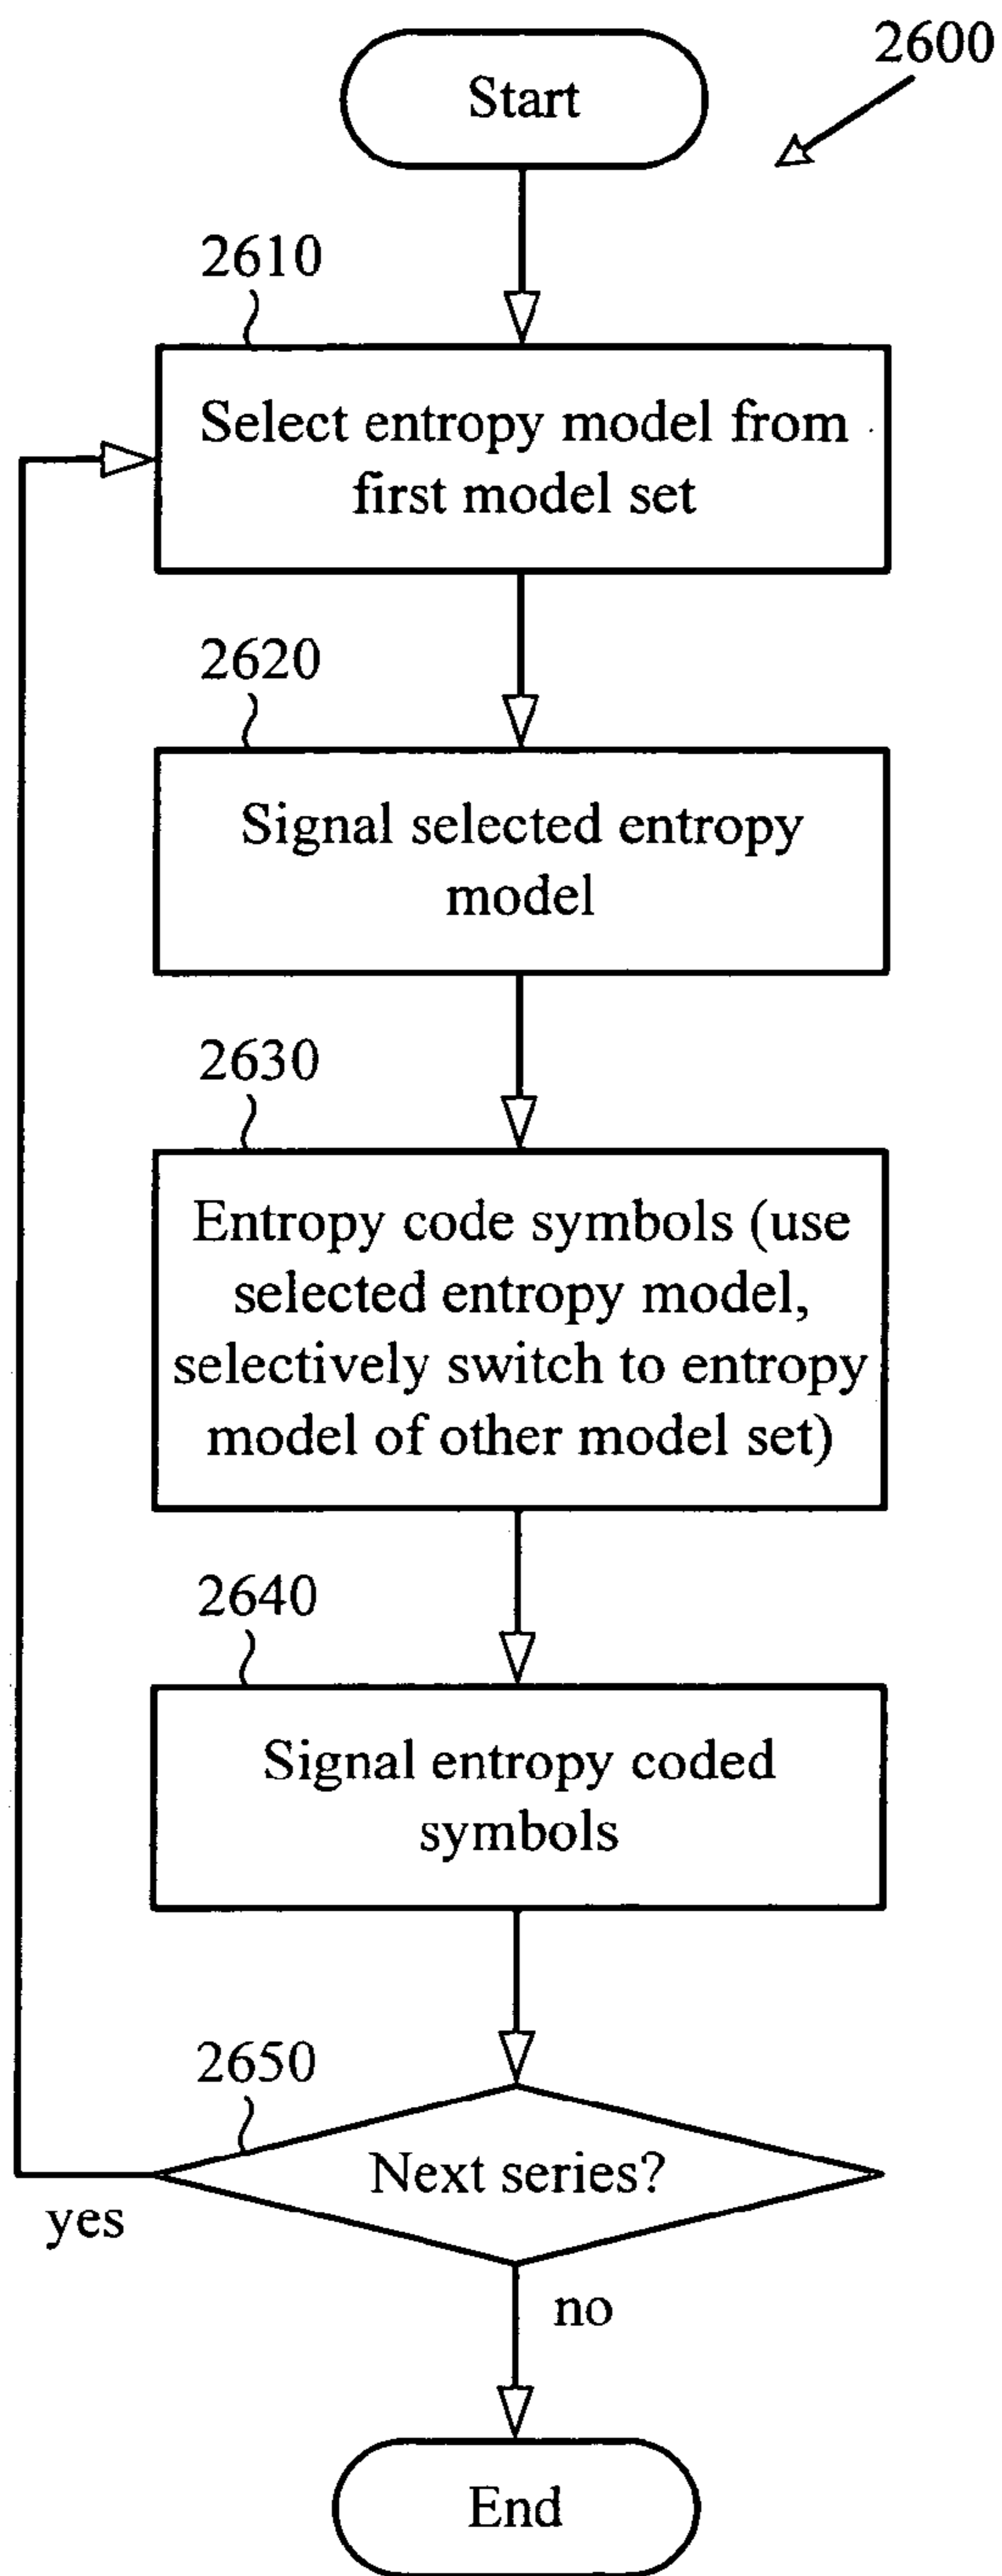 Start
2600
2610
Select entropy model from
first model set
2620
Signal selected entropy
model
2630
Entropy code symbols (use
selected entropy model,
selectively switch to entropy
model of other model set)
2640
Signal entropy coded
symbols
2650
Next series?
yes
no
End